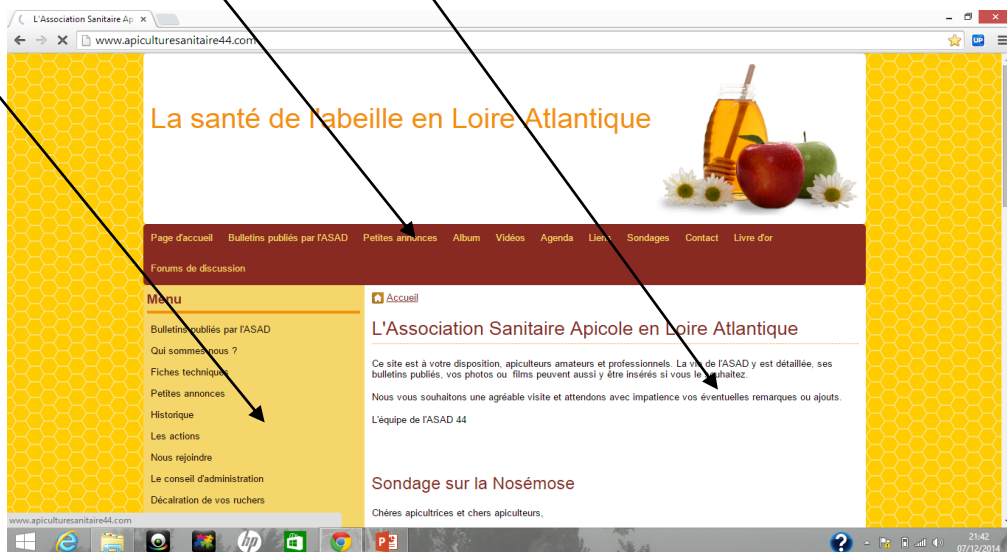 L'Association Sanitaire Ap
www.apiculturesanitaire44.com
UP
La santé de l'abeille en Loire Atlantique
Page d'accueil Bulletins publiés par l'ASAD Petites annonces Album Vidéos Agenda Liens Sondages Contact Livre d'or
Forums de discussion
Menu
Bulletins publiés par l'ASAD
Qui sommes nous ?
Fiches techniques
Petites annonces
Historique
Les actions
Nous rejoindre
Le conseil d'administration
Décalration de vos ruchers
Accueil
L'Association Sanitaire Apicole en Loire Atlantique
Ce site est à votre disposition, apiculteurs amateurs et professionnels. La vie de l'ASAD y est détaillée, ses
bulletins publiés, vos photos ou films peuvent aussi y être insérés si vous le souhaitez.
Nous vous souhaitons une agréable visite et attendons avec impatience vos éventuelles remarques ou ajouts.
L'équipe de l'ASAD 44
Sondage sur la Nosémose
Chères apicultrices et chers apiculteurs,
www.apiculturesanitaire44.com
hp
21:42
07/12/2014